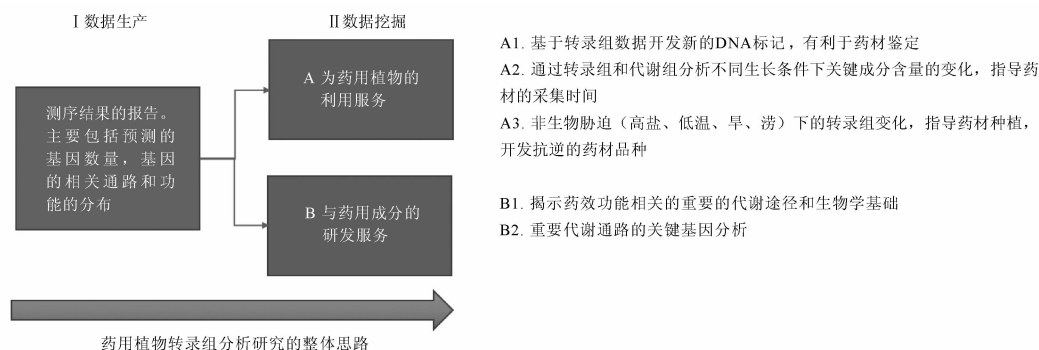 Ⅰ数据生产
Ⅱ数据挖掘
测序结果的报告。
主要包括预测的
基因数量，基因
的相关通路和功
能的分布
A 为药用植物的
利用服务
B 与药用成分的
研发服务
药用植物转录组分析研究的整体思路
A1. 基于转录组数据开发新的DNA标记，有利于药材鉴定
A2. 通过转录组和代谢组分析不同生长条件下关键成分含量的变化，指导药
材的采集时间
A3. 非生物胁迫（高盐、低温、旱、涝）下的转录组变化，指导药材种植，
开发抗逆的药材品种
B1. 揭示药效功能相关的重要的代谢途径和生物学基础
B2. 重要代谢通路的关键基因分析